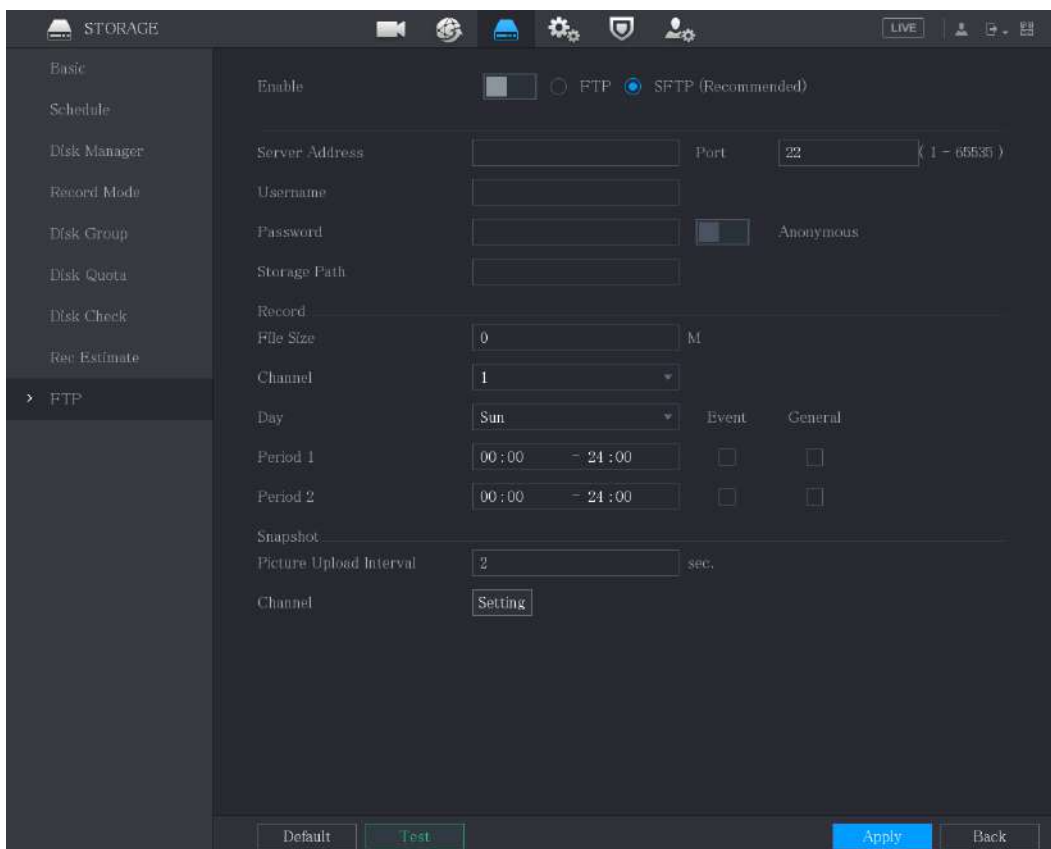 STORAGE LIVE
Basic
Schedule
Disk Manager
Record Mode
Disk Group
Disk Quota
Disk Check
Rec Estimate
> FTP
Enable FTP SFTP (Recommended)
Server Address Port 22 ( 1 - 65535 )
Username
Password Anonymous
Storage Path
Record
File Size 0 M
Channel 1
Day Sun Event General
Period 1 00:00 - 24:00
Period 2 00:00 - 24:00
Snapshot
Picture Upload Interval 2 sec.
Channel Setting
Default Test Apply Back